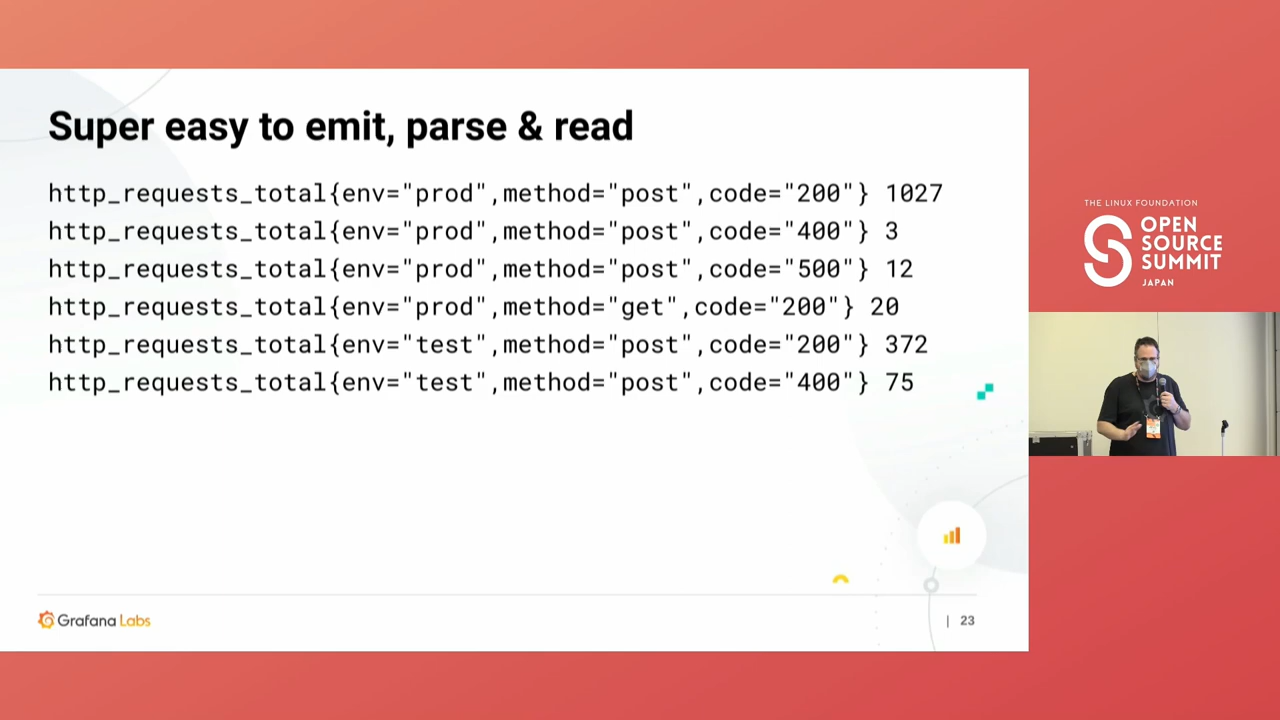 Super easy to emit, parse & read
http_requests_total{env="prod",method="post",code="200"} 1027
http_requests_total{env="prod",method="post",code="400"} 3
http_requests_total{env="prod",method="post",code="500"} 12
http_requests_total{env="prod",method="get",code="200"} 20
http_requests_total{env="test",method="post",code="200"} 372
http_requests_total{env="test",method="post",code="400"} 75
Grafana Labs
| 23
THE LINUX FOUNDATION
OPEN
SOURCE
SUMMIT
JAPAN